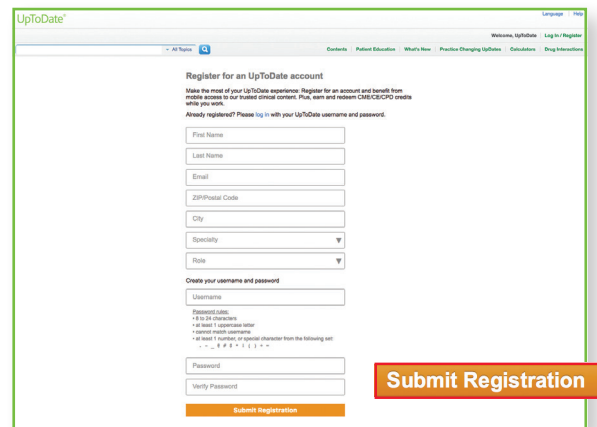 UpToDate®
Language | Help
Welcome, UpToDate | Log In / Register
All Topics
Contents | Patient Education | What's New | Practice Changing UpDates | Calculators | Drug Interactions
Register for an UpToDate account
Make the most of your UpToDate experience: Register for an account and benefit from
mobile access to our trusted clinical content. Plus, earn and redeem CME/CE/CPD credits
while you work.
Already registered? Please log in with your UpToDate username and password.
First Name
Last Name
Email
ZIP/Postal Code
City
Specialty
Role
Create your username and password
Username
Password rules:
• 8 to 24 characters
• at least 1 uppercase letter
• cannot match username
• at least 1 number, or special character from the following set:
Password
Verify Password
Submit Registration
Submit Registration